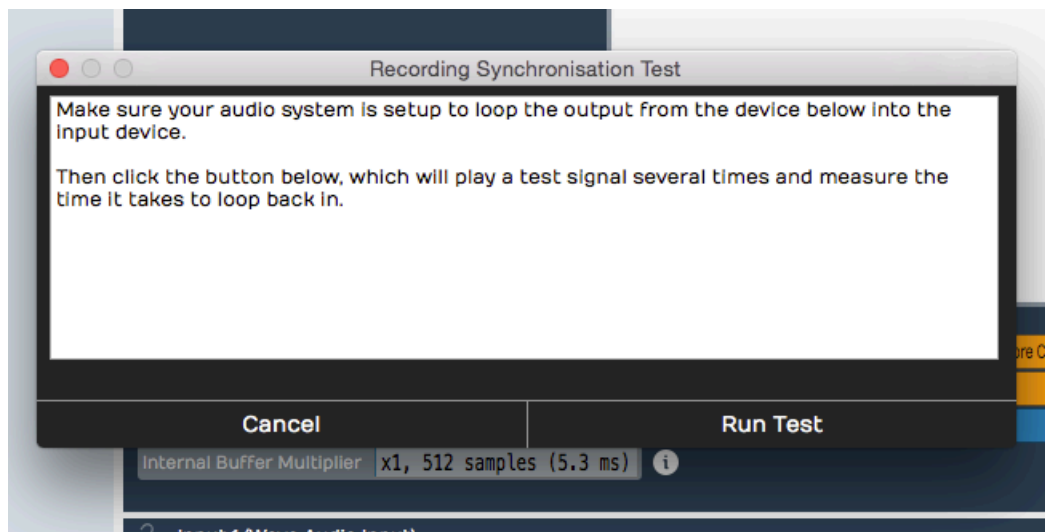 Recording Synchronisation Test
Make sure your audio system is setup to loop the output from the device below into the
input device.
Then click the button below, which will play a test signal several times and measure the
time it takes to loop back in.
Cancel
Run Test
Internal Buffer Multiplier x1, 512 samples (5.3 ms) i